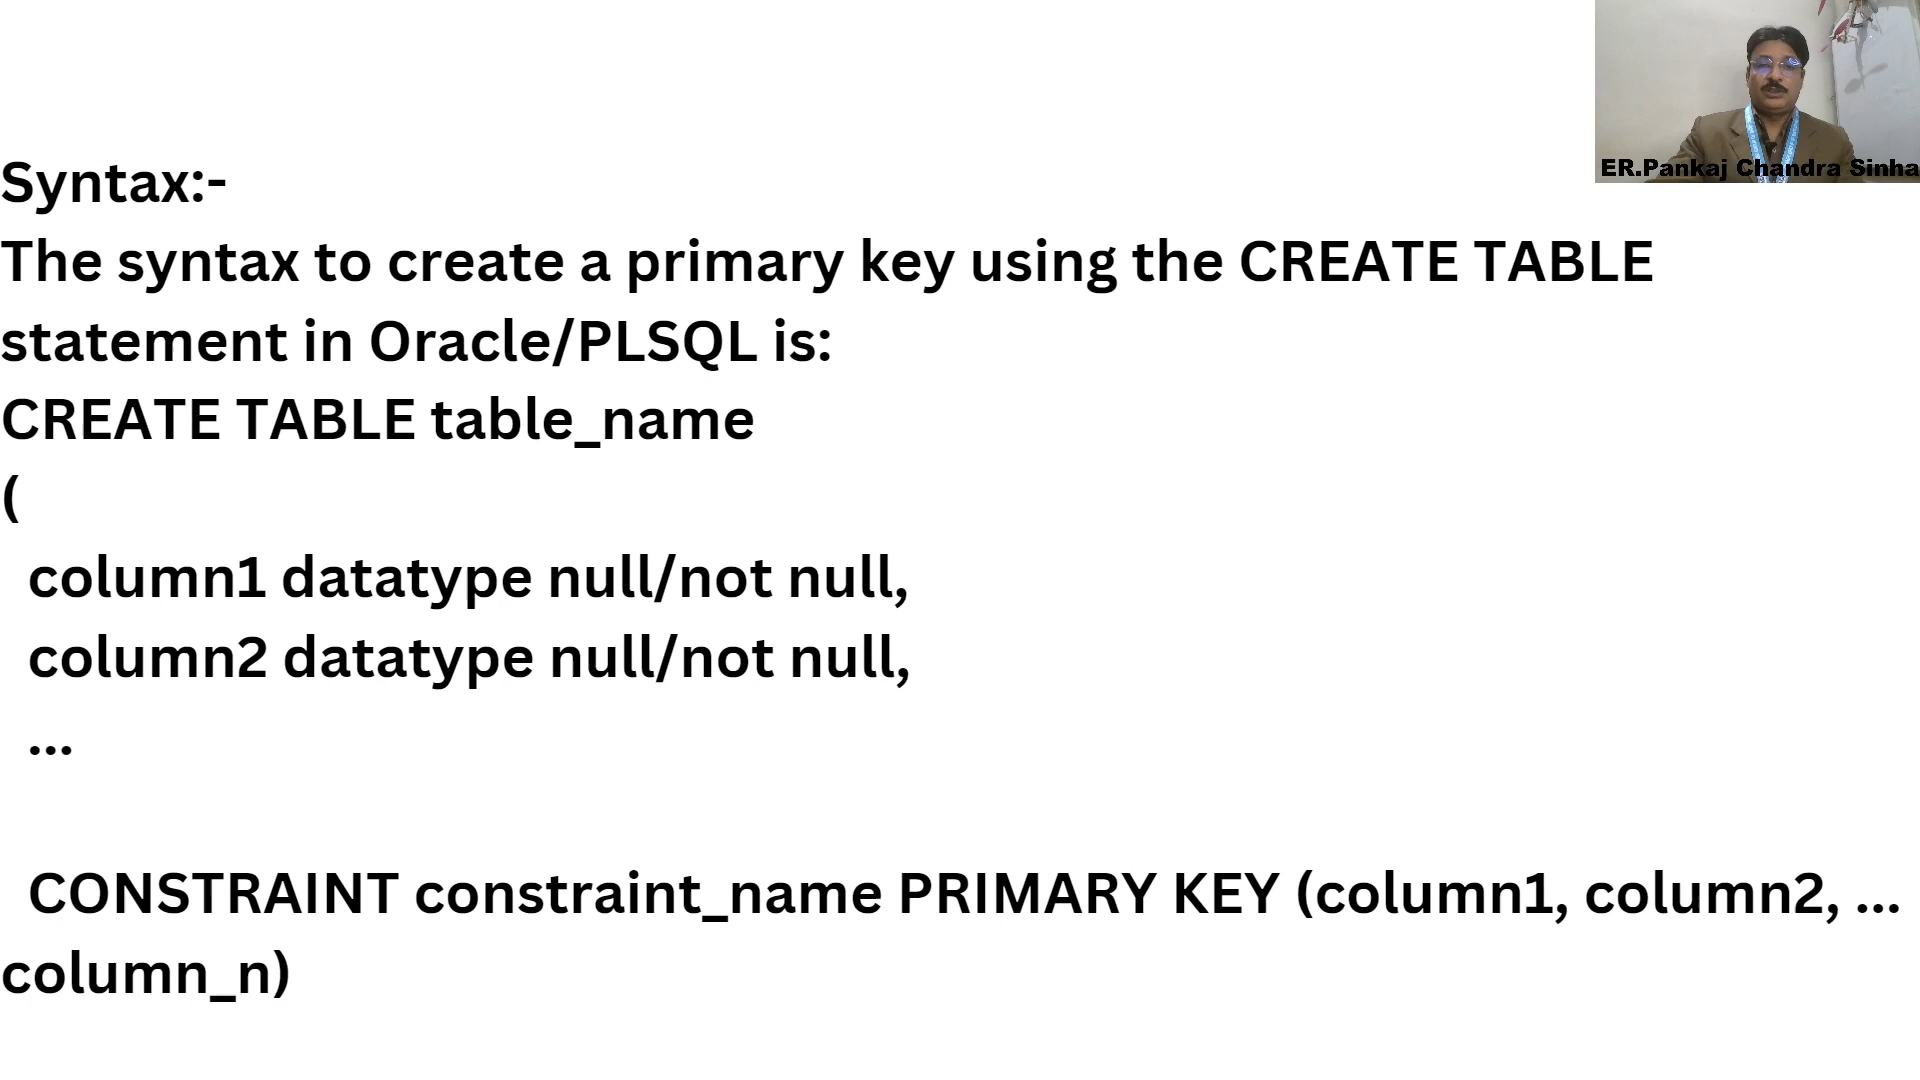 ER.Pankaj Chandra Sinha
Syntax:-
The syntax to create a primary key using the CREATE TABLE
statement in Oracle/PLSQL is:
CREATE TABLE table_name
(
column1 datatype null/not null,
column2 datatype null/not null,
...
CONSTRAINT constraint_name PRIMARY KEY (column1, column2, ...
column_n)